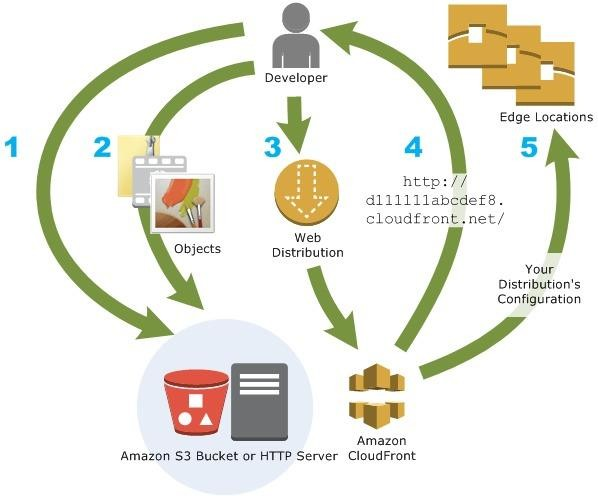 Developer
Edge Locations
1
2
3
4
5
http://
d111111abcdef8.
cloudfront.net/
Objects
Web
Distribution
Your
Distribution's
Configuration
Amazon S3 Bucket or HTTP Server
Amazon
CloudFront